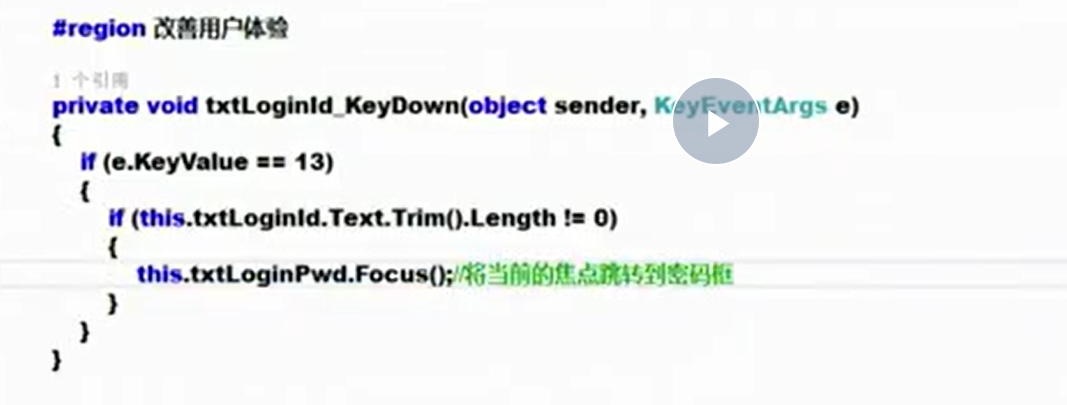 #region 改善用户体验
1 个引用
private void txtLoginId_KeyDown(object sender, KeyEventArgs e)
{
if (e.KeyValue == 13)
{
if (this.txtLoginId.Text.Trim().Length != 0)
{
this.txtLoginPwd.Focus();//将当前的焦点跳转到密码框
}
}
}